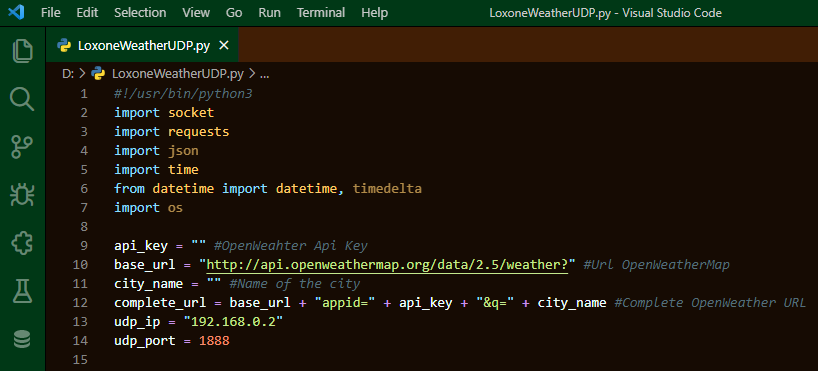 File Edit Selection View Go Run Terminal Help LoxoneWeatherUDP.py - Visual Studio Code
LoxoneWeatherUDP.py
D: > LoxoneWeatherUDP.py > ...
1 #!/usr/bin/python3
2 import socket
3 import requests
4 import json
5 import time
6 from datetime import datetime, timedelta
7 import os
8
9 api_key = "" #OpenWeahter Api Key
10 base_url = "http://api.openweathermap.org/data/2.5/weather?" #Url OpenWeatherMap
11 city_name = "" #Name of the city
12 complete_url = base_url + "appid=" + api_key + "&q=" + city_name #Complete OpenWeather URL
13 udp_ip = "192.168.0.2"
14 udp_port = 1888
15